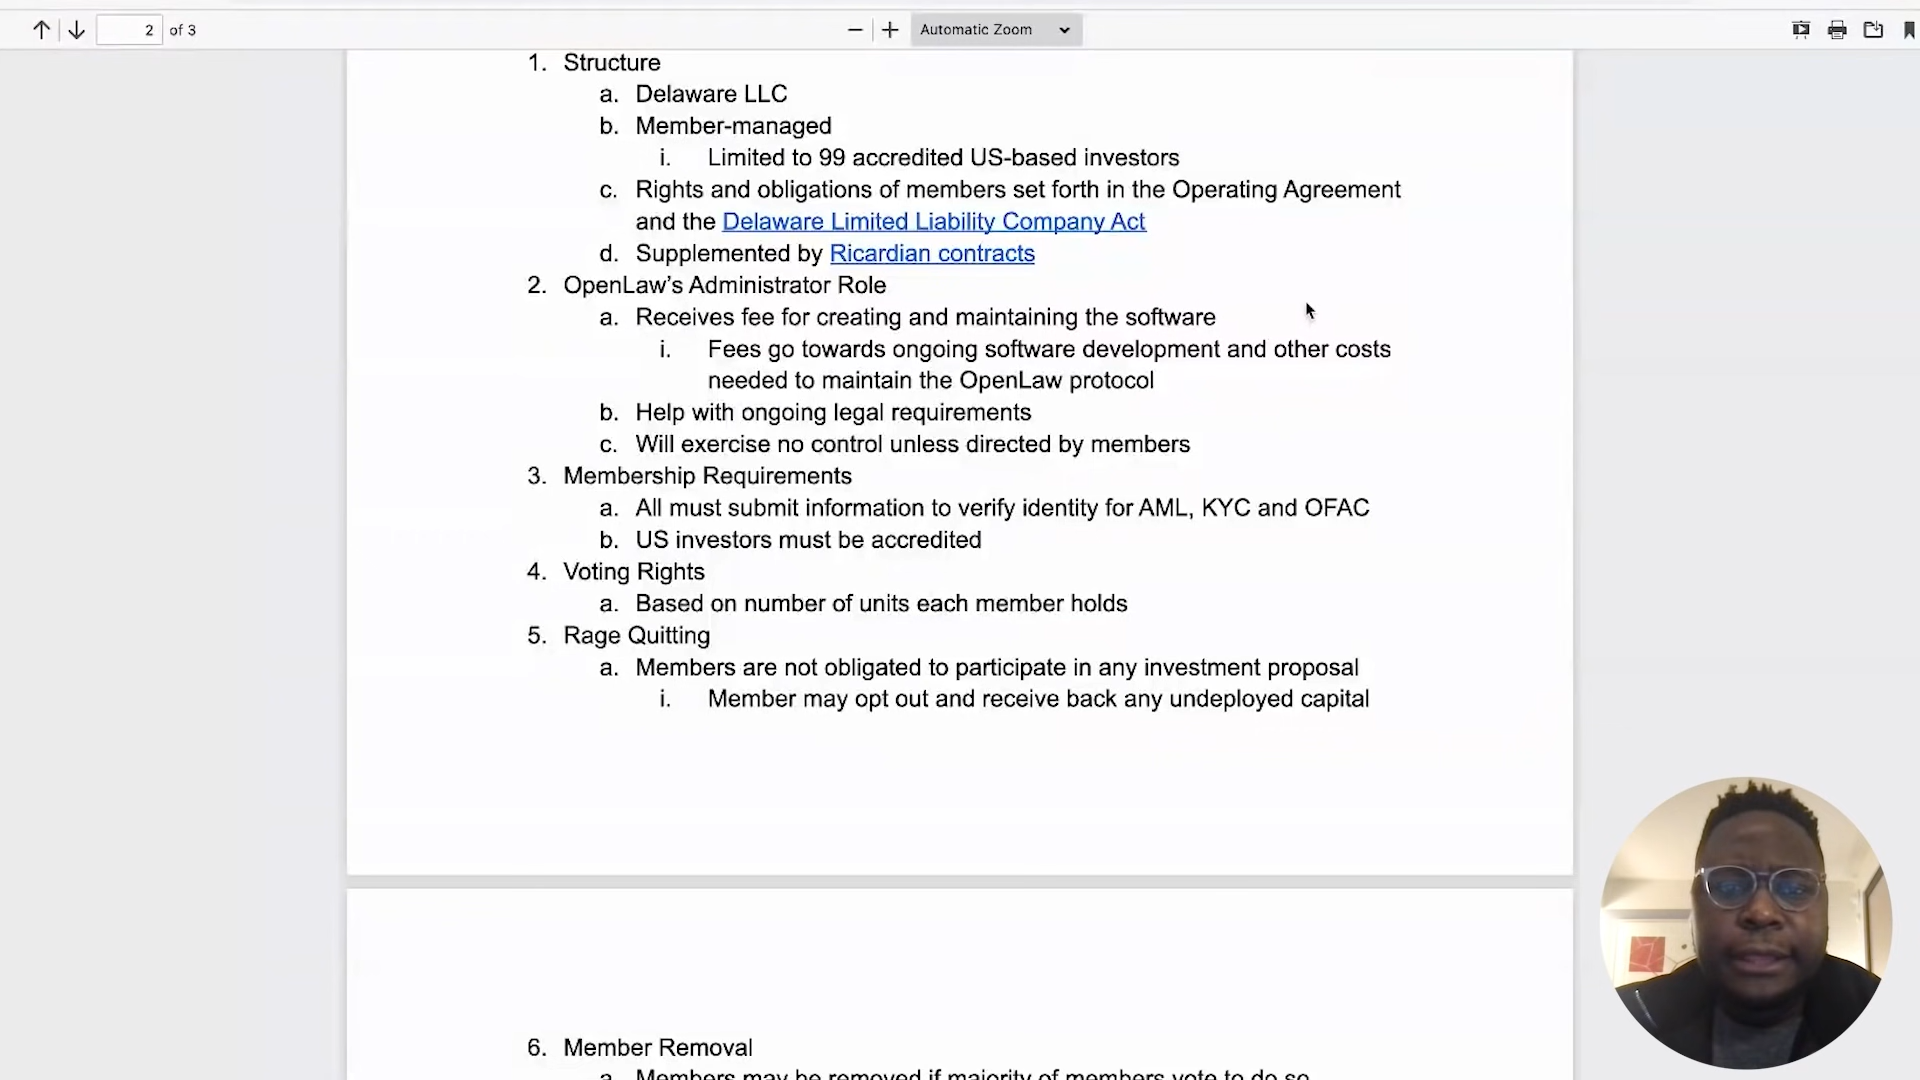 2 of 3
Automatic Zoom
1. Structure
a. Delaware LLC
b. Member-managed
i. Limited to 99 accredited US-based investors
c. Rights and obligations of members set forth in the Operating Agreement
and the Delaware Limited Liability Company Act
d. Supplemented by Ricardian contracts
2. OpenLaw’s Administrator Role
a. Receives fee for creating and maintaining the software
i. Fees go towards ongoing software development and other costs
needed to maintain the OpenLaw protocol
b. Help with ongoing legal requirements
c. Will exercise no control unless directed by members
3. Membership Requirements
a. All must submit information to verify identity for AML, KYC and OFAC
b. US investors must be accredited
4. Voting Rights
a. Based on number of units each member holds
5. Rage Quitting
a. Members are not obligated to participate in any investment proposal
i. Member may opt out and receive back any undeployed capital
6. Member Removal
a. Members may be removed if majority of members vote to do so